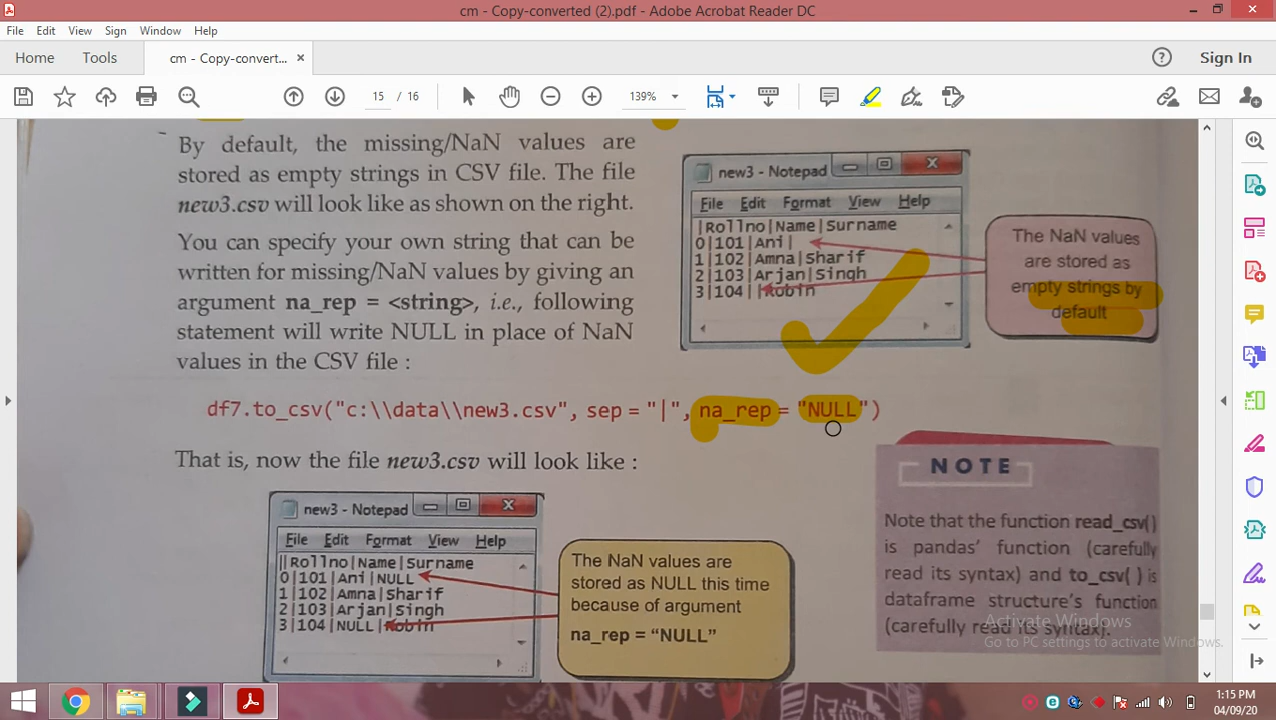 cm - Copy-converted (2).pdf - Adobe Acrobat Reader DC
File Edit View Sign Window Help
Home Tools cm - Copy-convert... × Sign In
15 / 16 139%
By default, the missing/NaN values are
stored as empty strings in CSV file. The file
new3.csv will look like as shown on the right.
You can specify your own string that can be
written for missing/NaN values by giving an
argument na_rep = <string>, i.e., following
statement will write NULL in place of NaN
values in the CSV file :
new3 - Notepad
File Edit Format View Help
|Rollno|Name|Surname
0|101|Ani|
1|102|Amna|Sharif
2|103|Arjan|Singh
3|104||Robin
The NaN values
are stored as
empty strings by
default
df7.to_csv("c:\\data\\new3.csv", sep = "|", na_rep = "NULL")
That is, now the file new3.csv will look like :
new3 - Notepad
File Edit Format View Help
|Rollno|Name|Surname
0|101|Ani|NULL
1|102|Amna|Sharif
2|103|Arjan|Singh
3|104|NULL|Robin
The NaN values are
stored as NULL this time
because of argument
na_rep = “NULL”
NOTE
Note that the function read_csv()
is pandas’ function (carefully
read its syntax) and to_csv( ) is
dataframe structure’s function
(carefully read its syntax).
Activate Windows
Go to PC settings to activate Windows.
1:15 PM
04/09/20